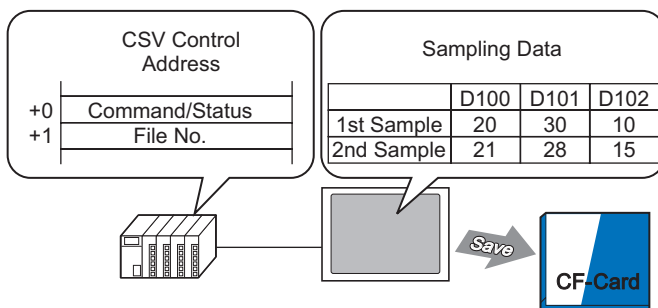 CSV Control
Address
+0 Command/Status
+1 File No.
Sampling Data
D100 D101 D102
1st Sample 20 30 10
2nd Sample 21 28 15
Save
CF-Card